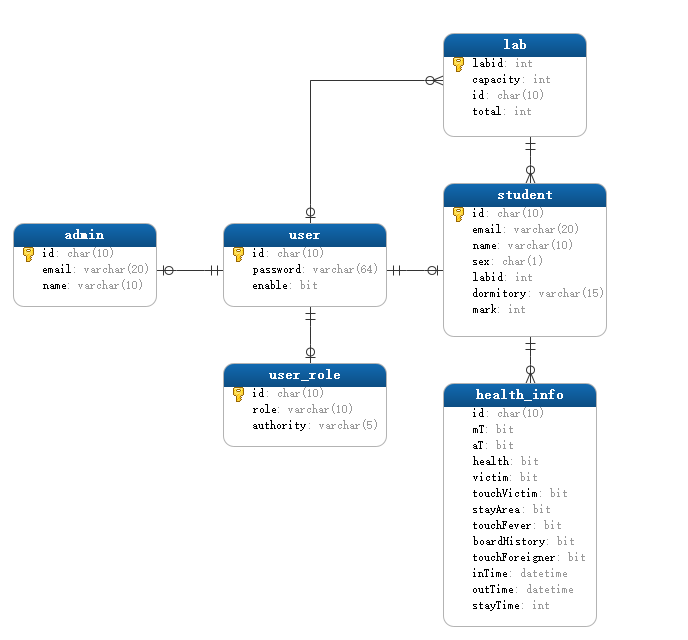 lab
labid: int
capacity: int
id: char(10)
total: int
student
id: char(10)
email: varchar(20)
name: varchar(10)
sex: char(1)
labid: int
dormitory: varchar(15)
mark: int
admin
id: char(10)
email: varchar(20)
name: varchar(10)
user
id: char(10)
password: varchar(64)
enable: bit
user_role
id: char(10)
role: varchar(10)
authority: varchar(5)
health_info
id: char(10)
mT: bit
aT: bit
health: bit
victim: bit
touchVictim: bit
stayArea: bit
touchFever: bit
boardHistory: bit
touchForeigner: bit
inTime: datetime
outTime: datetime
stayTime: int